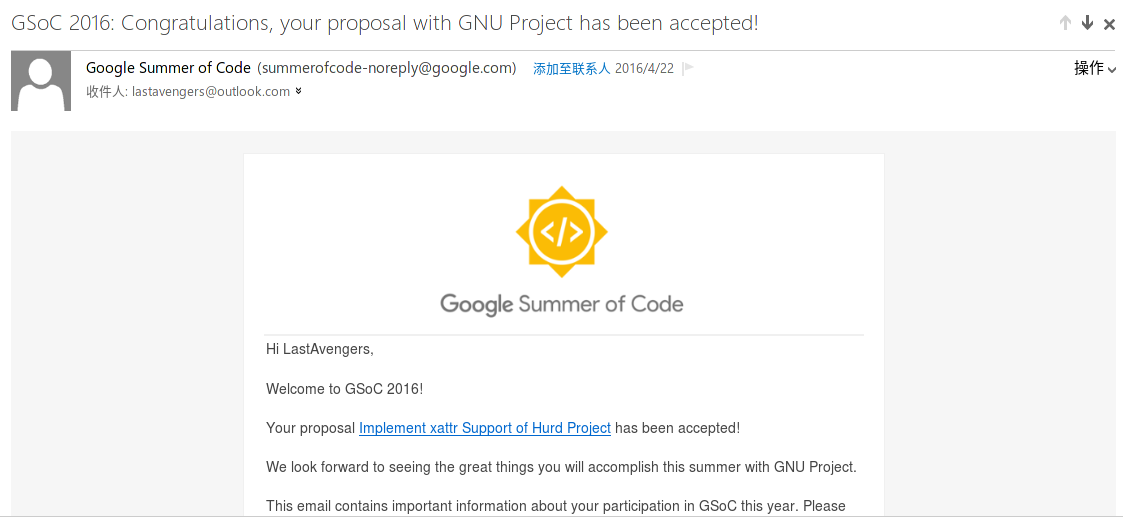 GSoC 2016: Congratulations, your proposal with GNU Project has been accepted!
Google Summer of Code (summerofcode-noreply@google.com) 添加至联系人 2016/4/22
操作
收件人: lastavengers@outlook.com
</>
Google Summer of Code
Hi LastAvengers,
Welcome to GSoC 2016!
Your proposal Implement xattr Support of Hurd Project has been accepted!
We look forward to seeing the great things you will accomplish this summer with GNU Project.
This email contains important information about your participation in GSoC this year. Please